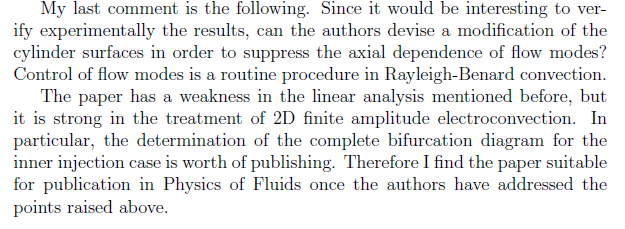 My last comment is the following. Since it would be interesting to ver-
ify experimentally the results, can the authors devise a modification of the
cylinder surfaces in order to suppress the axial dependence of flow modes?
Control of flow modes is a routine procedure in Rayleigh-Benard convection.
The paper has a weakness in the linear analysis mentioned before, but
it is strong in the treatment of 2D finite amplitude electroconvection. In
particular, the determination of the complete bifurcation diagram for the
inner injection case is worth of publishing. Therefore I find the paper suitable
for publication in Physics of Fluids once the authors have addressed the
points raised above.